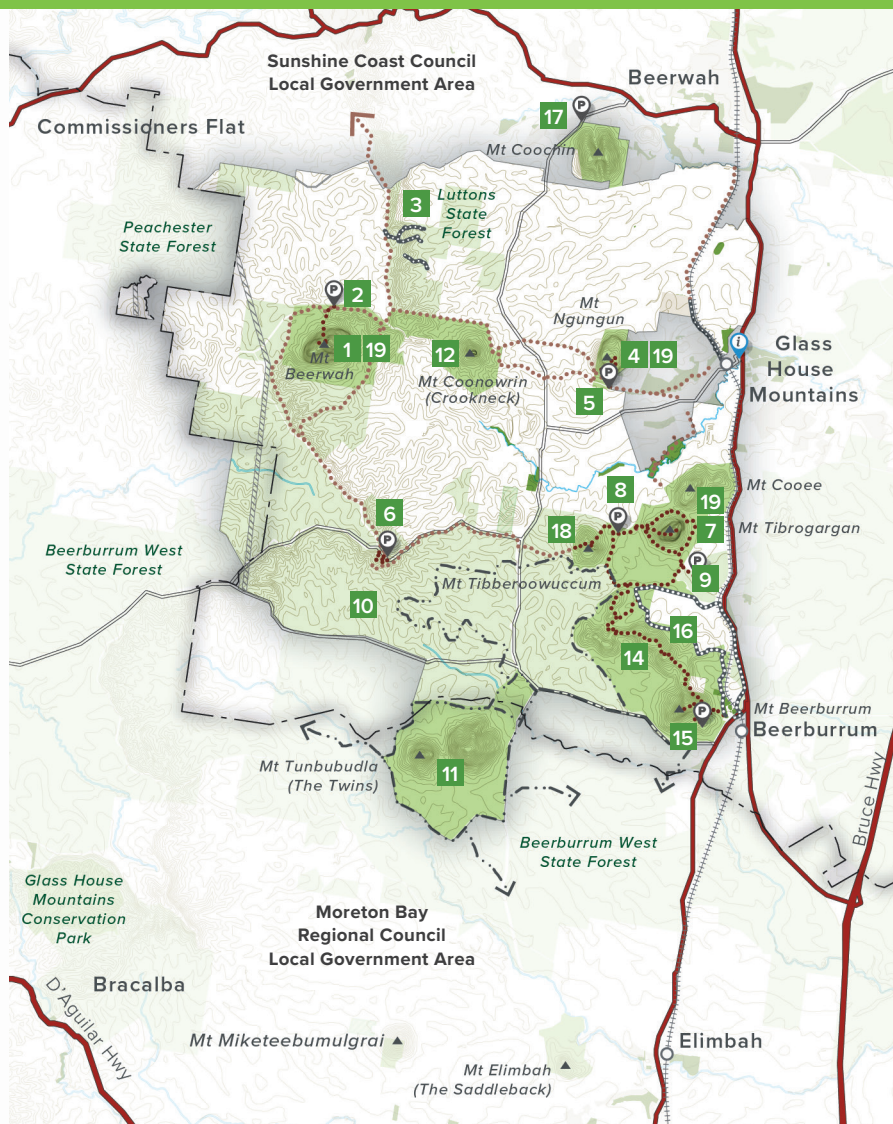 Sunshine Coast Council
Local Government Area
Beerwah
P
17
Commissioners Flat
Mt Coochin
3
Luttons
State
Forest
Peachester
State Forest
P
2
Mt
Ngungun
i
Glass
House
Mountains
1
19
Mt
Beerwah
12
4
19
P
5
Mt Coonowrin
(Crookneck)
Mt Cooee
19
8
P
6
P
18
7
Mt Tibrogargan
Beerburrum West
State Forest
P
9
Mt Tibberoowuccum
10
16
14
P
15
Mt Beerburrum
Beerburrum
Mt Tunbubudla
(The Twins)
11
Bruce Hwy
Beerburrum West
State Forest
Glass House
Mountains
Conservation
Park
Moreton Bay
Regional Council
Local Government Area
Bracalba
D'Aguilar Hwy
Mt Miketeebumulgrai
Elimbah
Mt Elimbah
(The Saddleback)